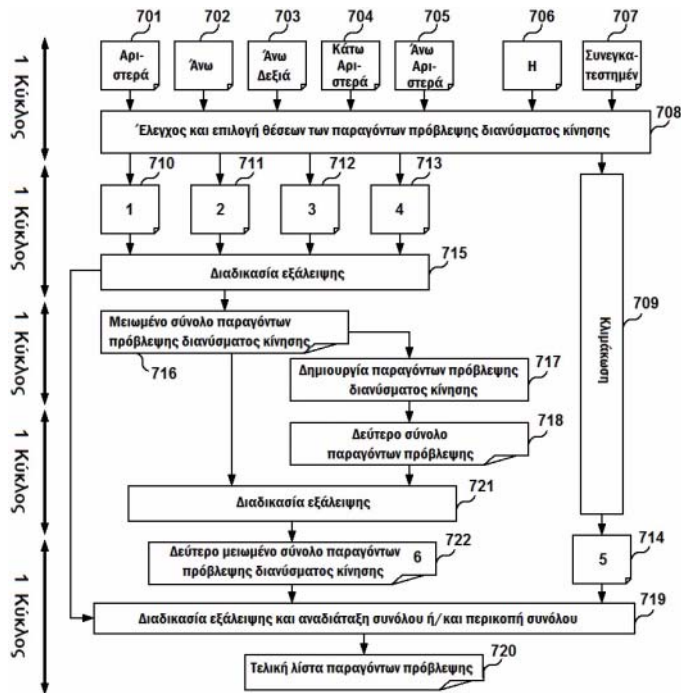 701
702
703
704
705
706
707
Αρι-
στερά
Άνω
Άνω
Δεξιά
Κάτω
Αρι-
στερά
Άνω
Αρι-
στερά
Η
Συνεγκα-
τεστημέν
Έλεγχος και επιλογή θέσεων των παραγόντων πρόβλεψης διανύσματος κίνησης
708
1 Κύκλος
710
711
712
713
1
2
3
4
Διαδικασία εξάλειψης
715
1 Κύκλος
709
Κλιμάκωση
Μειωμένο σύνολο παραγόντων
πρόβλεψης διανύσματος κίνησης
716
Δημιουργία παραγόντων πρόβλεψης
διανύσματος κίνησης
717
1 Κύκλος
Δεύτερο σύνολο
παραγόντων πρόβλεψης
718
Διαδικασία εξάλειψης
721
1 Κύκλος
Δεύτερο μειωμένο σύνολο παραγόντων
πρόβλεψης διανύσματος κίνησης
6
722
5
714
Διαδικασία εξάλειψης και αναδιάταξη συνόλου ή/και περικοπή συνόλου
719
Τελική λίστα παραγόντων πρόβλεψης
720
1 Κύκλος